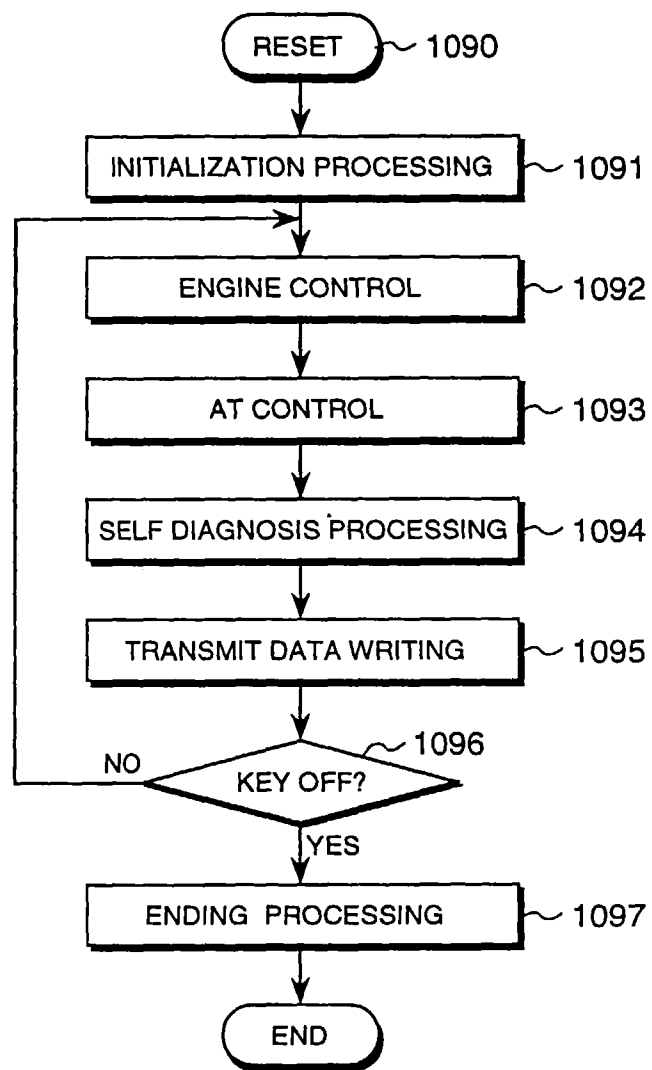 RESET 1090
INITIALIZATION PROCESSING 1091
ENGINE CONTROL 1092
AT CONTROL 1093
SELF DIAGNOSIS PROCESSING 1094
TRANSMIT DATA WRITING 1095
1096
NO KEY OFF?
YES
ENDING PROCESSING 1097
END